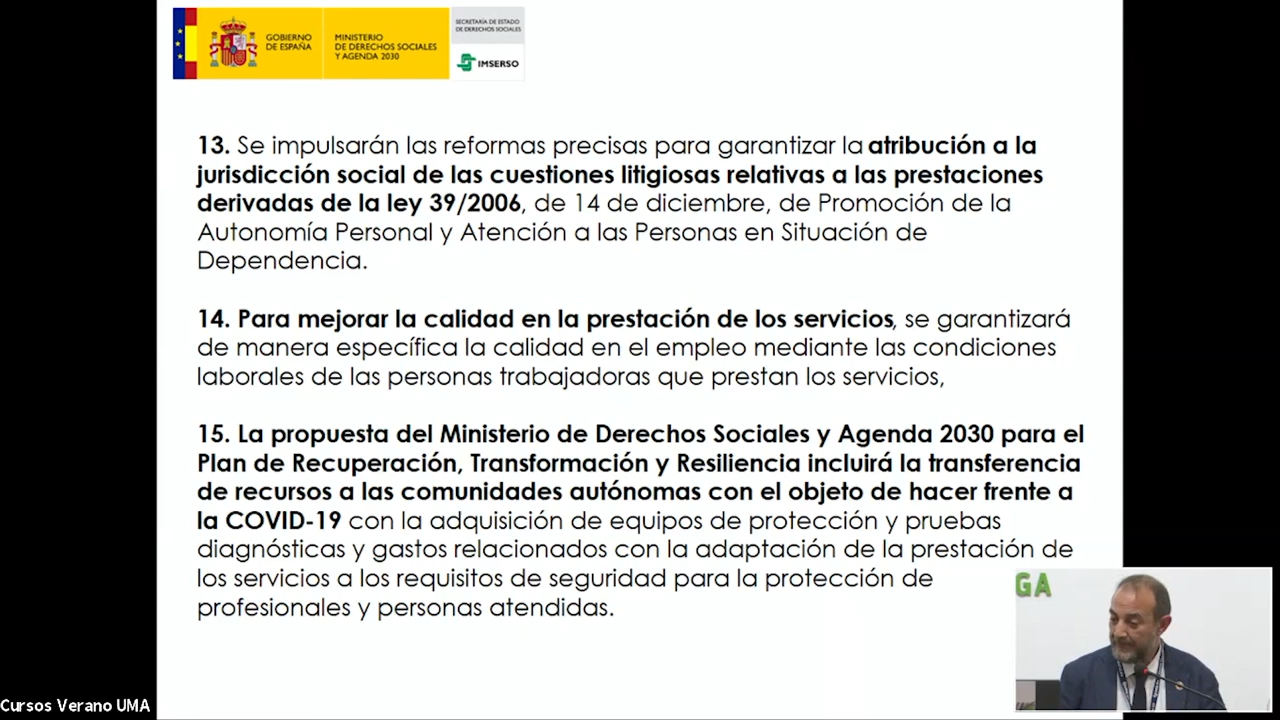 GOBIERNO
DE ESPAÑA
MINISTERIO
DE DERECHOS SOCIALES
Y AGENDA 2030
SECRETARÍA DE ESTADO
DE DERECHOS SOCIALES
IMSERSO
13. Se impulsarán las reformas precisas para garantizar la atribución a la
jurisdicción social de las cuestiones litigiosas relativas a las prestaciones
derivadas de la ley 39/2006, de 14 de diciembre, de Promoción de la
Autonomía Personal y Atención a las Personas en Situación de
Dependencia.
14. Para mejorar la calidad en la prestación de los servicios, se garantizará
de manera específica la calidad en el empleo mediante las condiciones
laborales de las personas trabajadoras que prestan los servicios,
15. La propuesta del Ministerio de Derechos Sociales y Agenda 2030 para el
Plan de Recuperación, Transformación y Resiliencia incluirá la transferencia
de recursos a las comunidades autónomas con el objeto de hacer frente a
la COVID-19 con la adquisición de equipos de protección y pruebas
diagnósticas y gastos relacionados con la adaptación de la prestación de
los servicios a los requisitos de seguridad para la protección de
profesionales y personas atendidas.
GA
Cursos Verano UMA